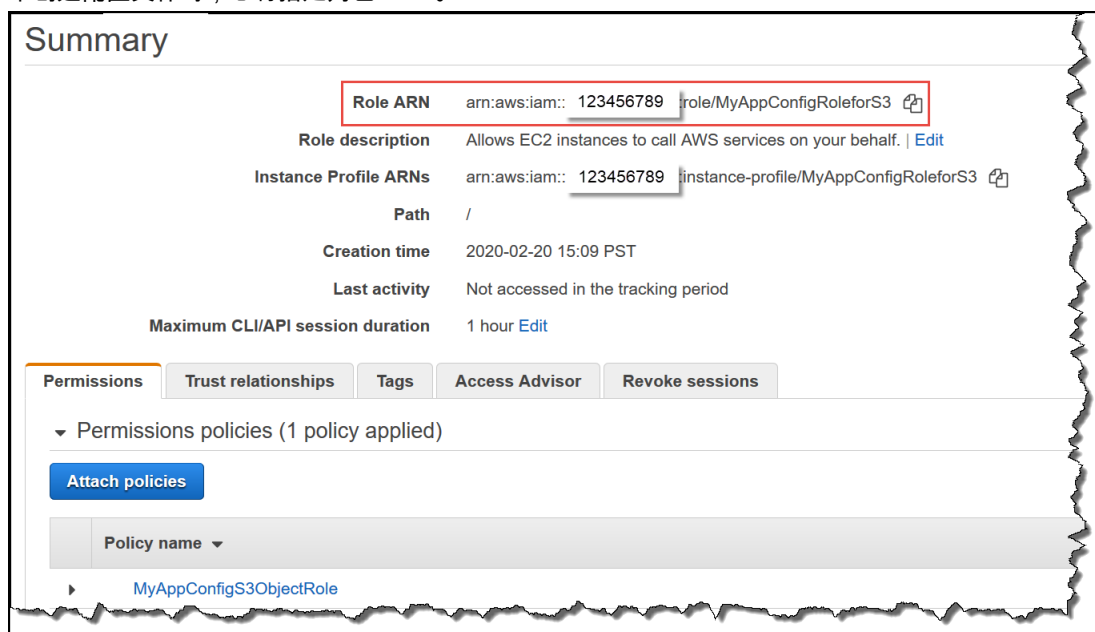 Summary
Role ARN arn:aws:iam:: 123456789 :role/MyAppConfigRoleforS3
Role description Allows EC2 instances to call AWS services on your behalf. | Edit
Instance Profile ARNs arn:aws:iam:: 123456789 :instance-profile/MyAppConfigRoleforS3
Path /
Creation time 2020-02-20 15:09 PST
Last activity Not accessed in the tracking period
Maximum CLI/API session duration 1 hour Edit
Permissions Trust relationships Tags Access Advisor Revoke sessions
Permissions policies (1 policy applied)
Attach policies
Policy name
MyAppConfigS3ObjectRole